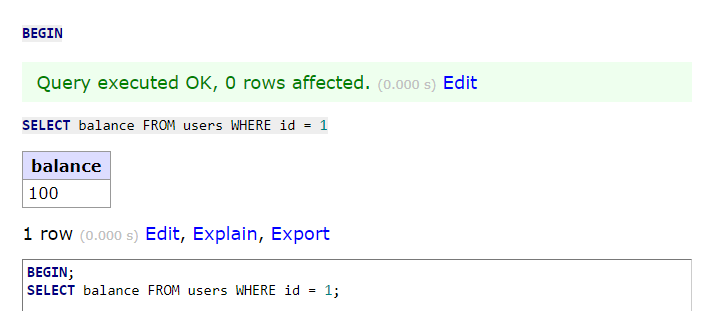 BEGIN
Query executed OK, 0 rows affected. (0.000 s) Edit
SELECT balance FROM users WHERE id = 1
balance
100
1 row (0.000 s) Edit, Explain, Export
BEGIN;
SELECT balance FROM users WHERE id = 1;